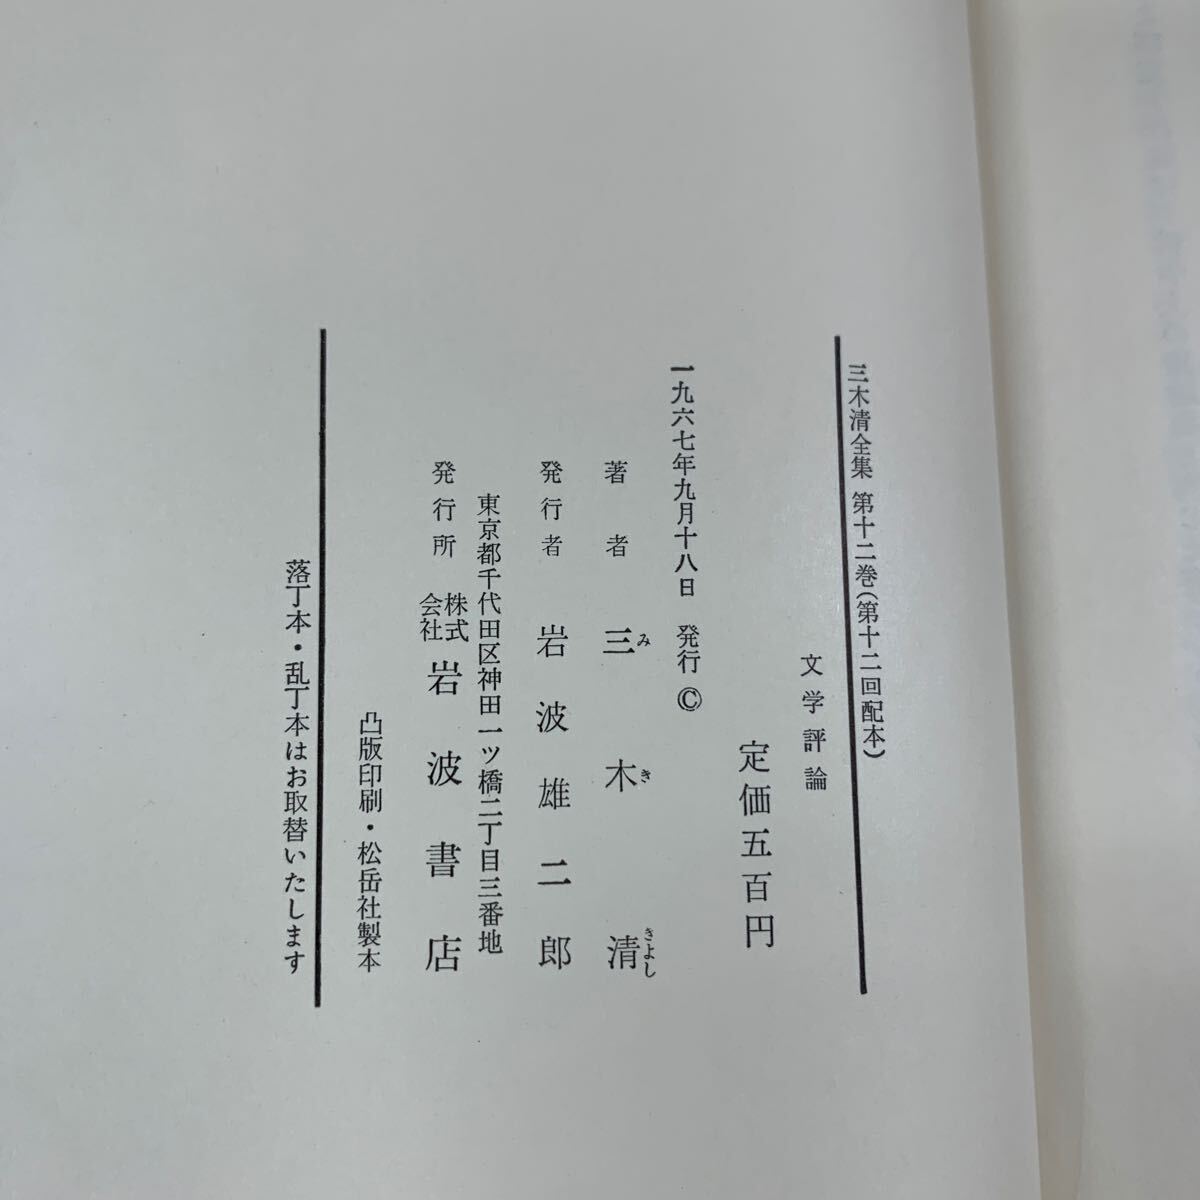 三木清全集 第十二巻(第十二回配本)
文学評論
定価五百円
一九六七年九月十八日 発行 ©
著者 三木清
み き きよし
発行者 岩波雄二郎
東京都千代田区神田一ツ橋二丁目三番地
発行所 株式会社 岩波書店
凸版印刷・松岳社製本
落丁本・乱丁本はお取替いたします